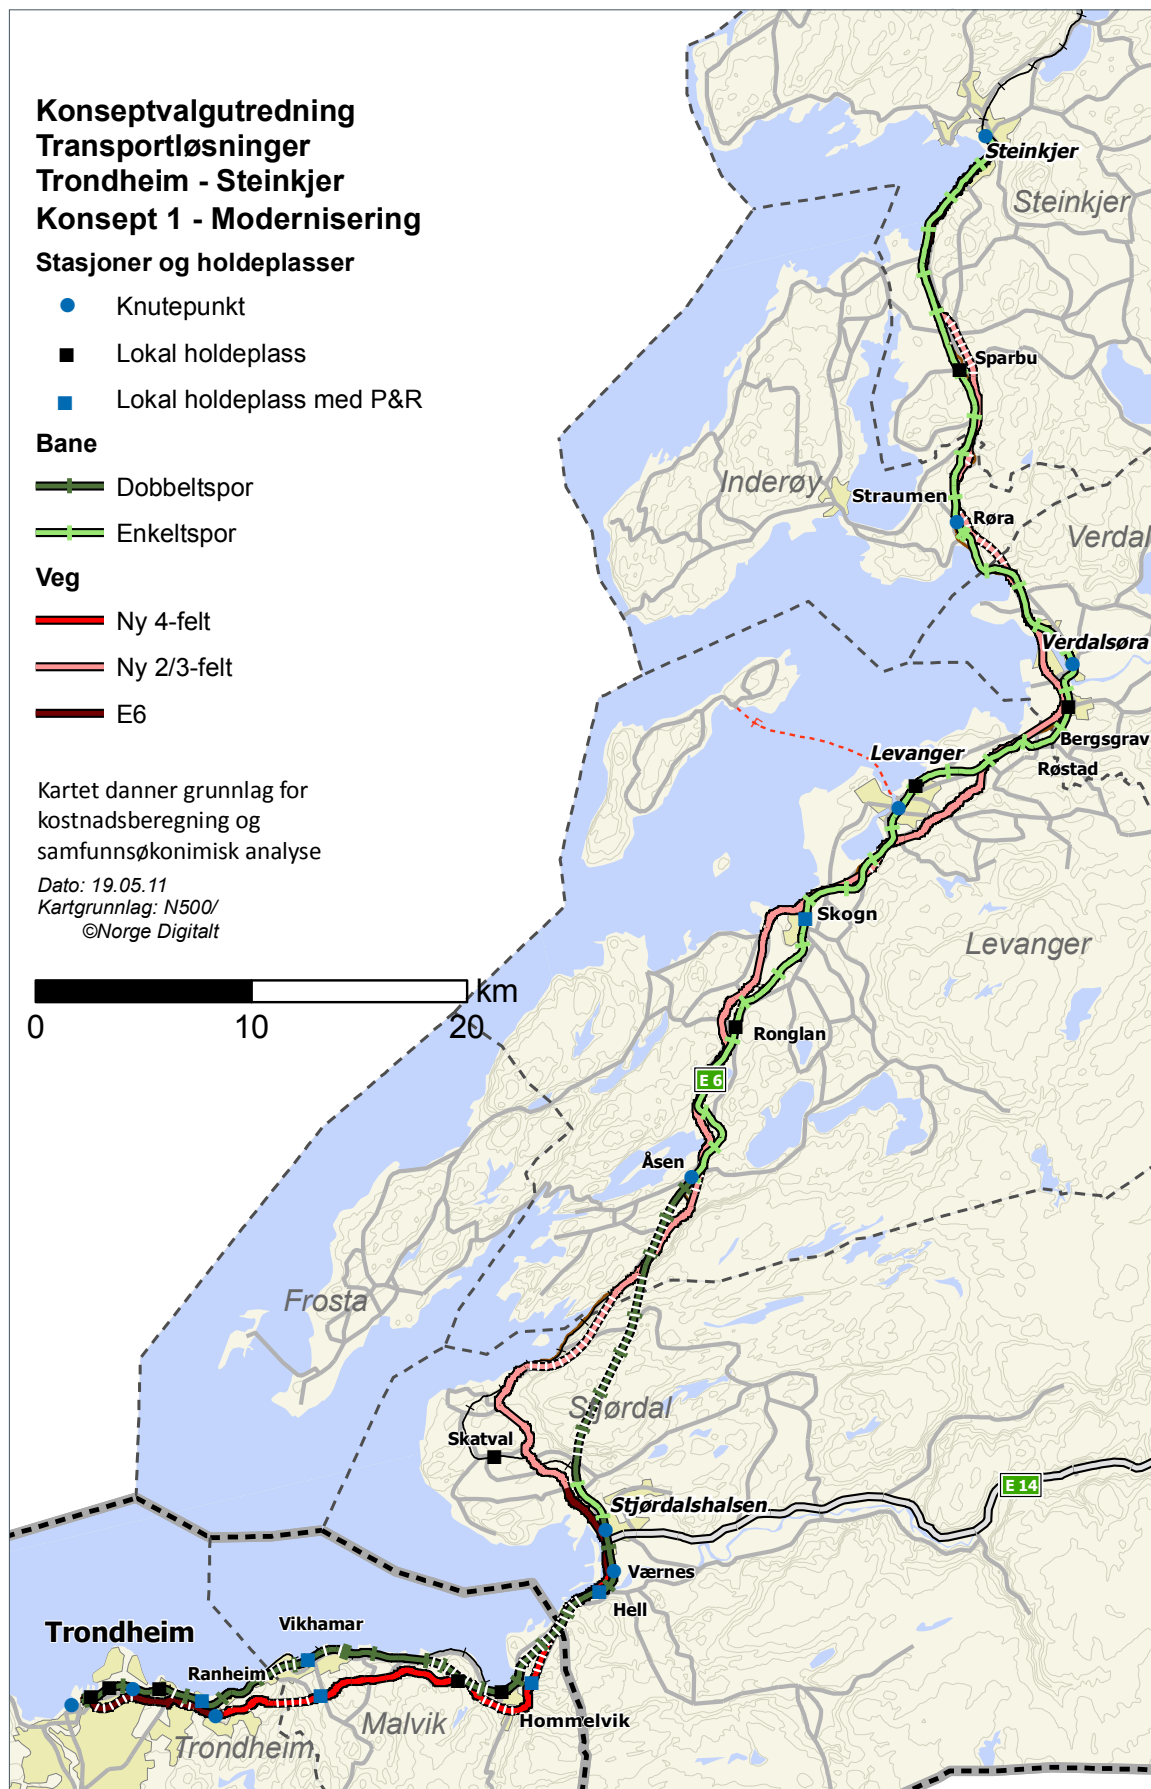 Konseptvalgutredning
Transportløsninger
Trondheim - Steinkjer
Konsept 1 - Modernisering
Stasjoner og holdeplasser
Knutepunkt
Lokal holdeplass
Lokal holdeplass med P&R
Bane
Dobbeltspor
Enkeltspor
Veg
Ny 4-felt
Ny 2/3-felt
E6
Kartet danner grunnlag for
kostnadsberegning og
samfunnsøkonimisk analyse
Dato: 19.05.11
Kartgrunnlag: N500/
©Norge Digitalt
km
0 10 20
Steinkjer
Steinkjer
Sparbu
Inderøy
Straumen
Røra
Verdal
Verdalsøra
Bergsgrav
Levanger
Røstad
Skogn
Levanger
Ronglan
E 6
Åsen
Frosta
Stjørdal
Skatval
E 14
Stjørdalshalsen
Værnes
Hell
Vikhamar
Trondheim
Ranheim
Hommelvik
Malvik
Trondheim